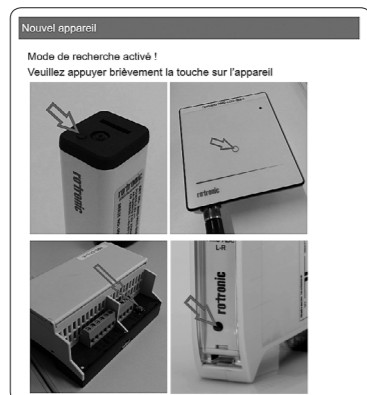 Nouvel appareil
Mode de recherche activé !
Veuillez appuyer brièvement la touche sur l'appareil
rotronic
rotronic
L-R
rotronic